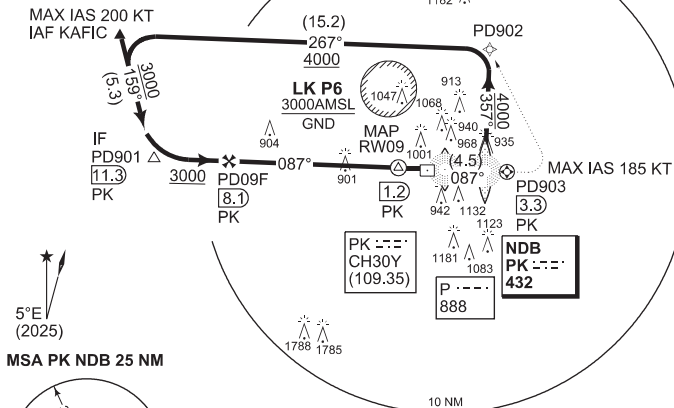 1182
MAX IAS 200 KT
IAF KAFIC
(15.2)
267°
4000
PD902
3000
159°
(5.3)
LK P6
3000AMSL
GND
1047
1068
913
4000
357°
940
968
935
904
MAP
RW09
1001
IF
PD901
11.3
PK
3000
PD09F
8.1
PK
087°
901
1.2
PK
(4.5)
087°
MAX IAS 185 KT
PD903
3.3
PK
942
1132
1123
1181
1083
PK
CH30Y
(109.35)
P
888
NDB
PK
432
5°E
(2025)
1788
1785
MSA PK NDB 25 NM
10 NM